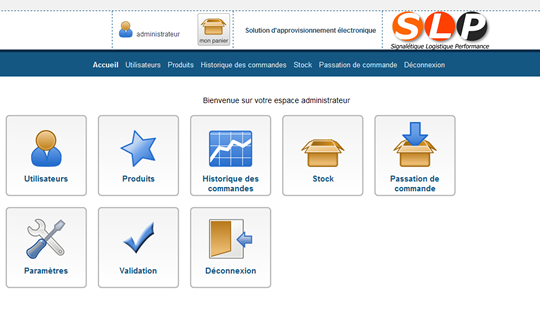 administrateur
mon panier
Solution d'approvisionnement électronique
SLP
Signalétique Logistique Performance
Accueil Utilisateurs Produits Historique des commandes Stock Passation de commande Déconnexion
Bienvenue sur votre espace administrateur
Utilisateurs
Produits
Historique des
commandes
Stock
Passation de
commande
Paramètres
Validation
Déconnexion